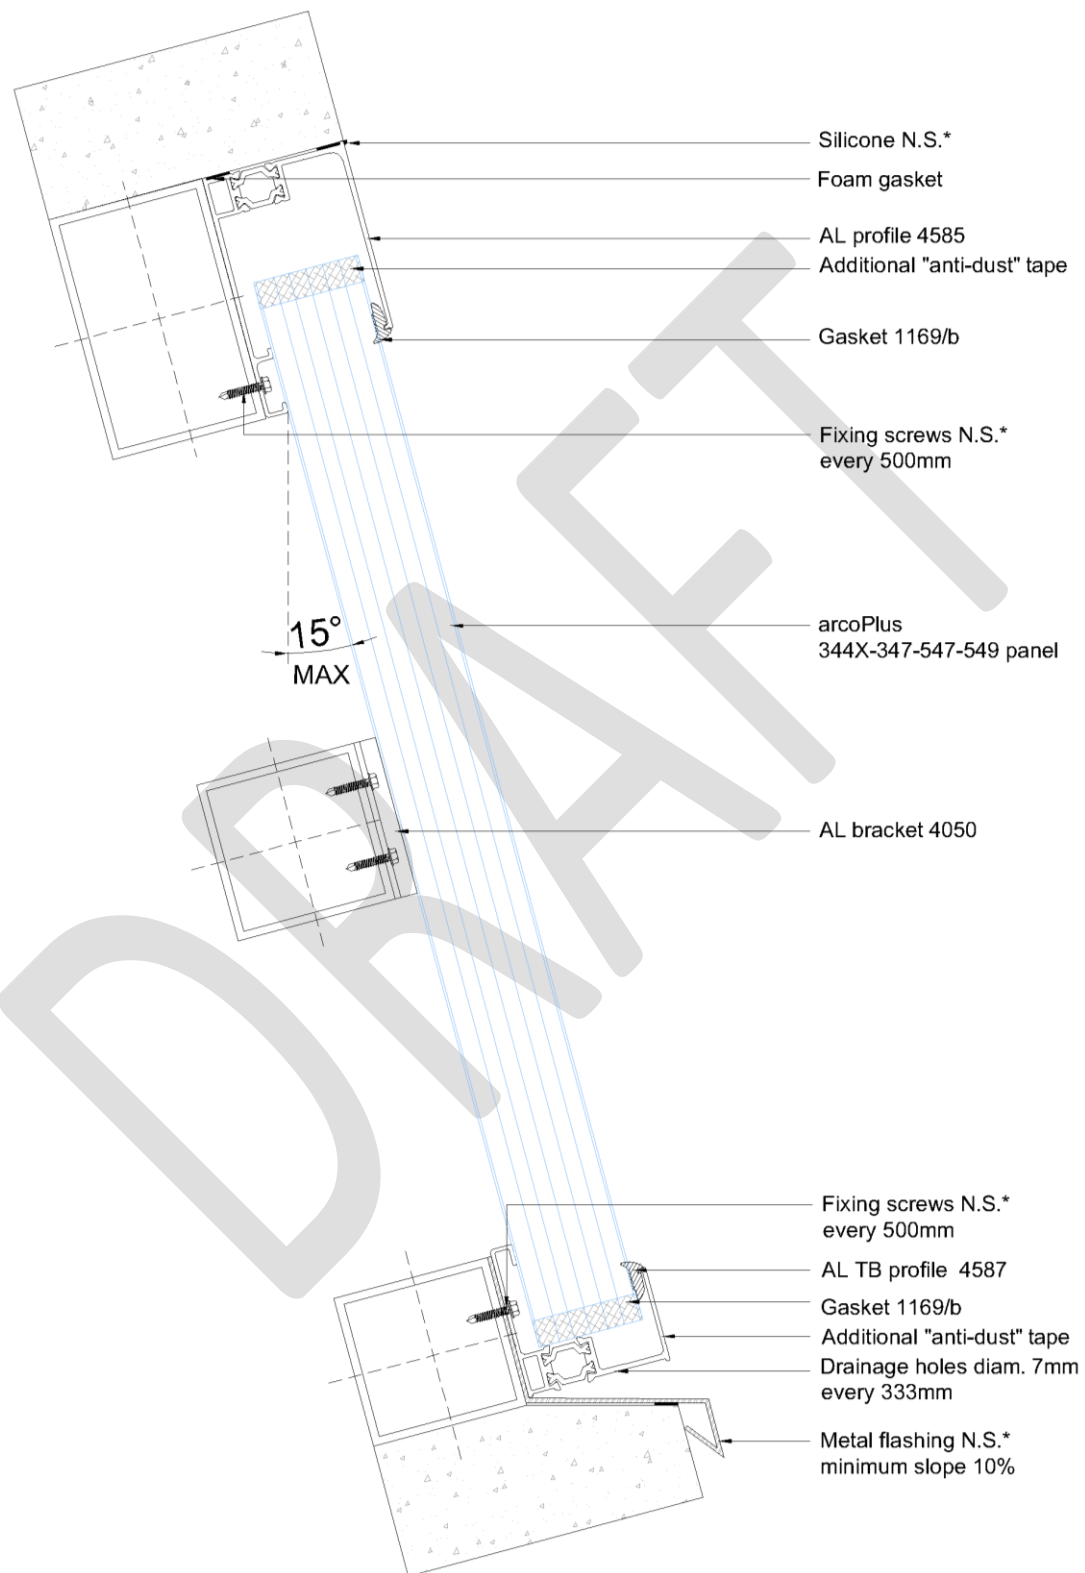 Silicone N.S.*
Foam gasket
AL profile 4585
Additional "anti-dust" tape
Gasket 1169/b
Fixing screws N.S.*
every 500mm
15°
MAX
arcoPlus
344X-347-547-549 panel
AL bracket 4050
DRAFT
Fixing screws N.S.*
every 500mm
AL TB profile 4587
Gasket 1169/b
Additional "anti-dust" tape
Drainage holes diam. 7mm
every 333mm
Metal flashing N.S.*
minimum slope 10%